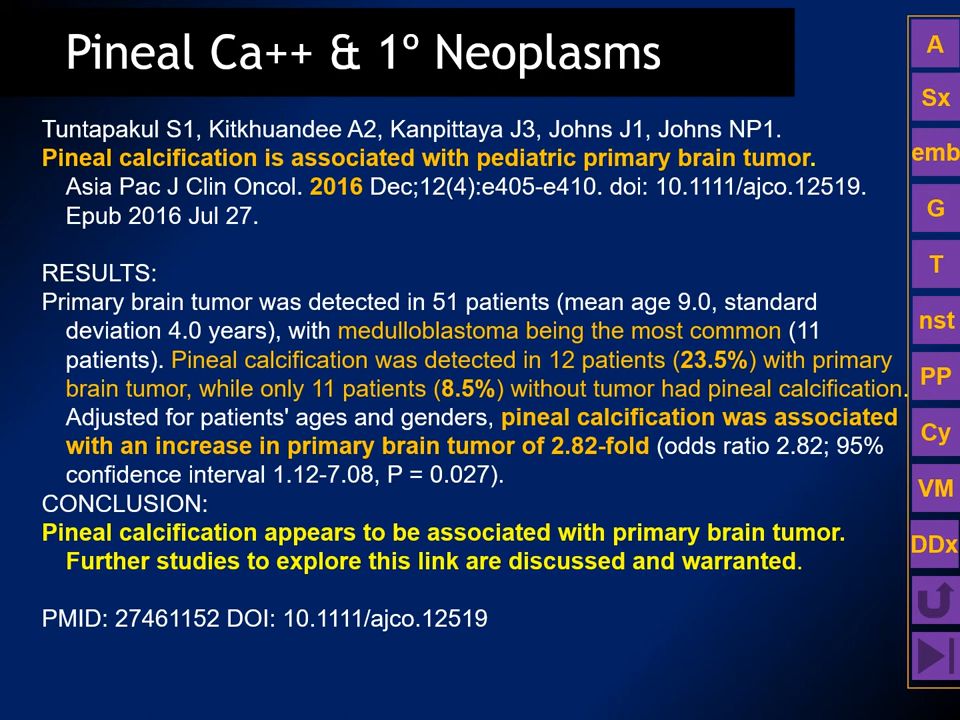 Pineal Ca++ & 1º Neoplasms
Tuntapakul S1, Kitkhuandee A2, Kanpittaya J3, Johns J1, Johns NP1.
Pineal calcification is associated with pediatric primary brain tumor.
Asia Pac J Clin Oncol. 2016 Dec;12(4):e405-e410. doi: 10.1111/ajco.12519.
Epub 2016 Jul 27.
RESULTS:
Primary brain tumor was detected in 51 patients (mean age 9.0, standard
deviation 4.0 years), with medulloblastoma being the most common (11
patients). Pineal calcification was detected in 12 patients (23.5%) with primary
brain tumor, while only 11 patients (8.5%) without tumor had pineal calcification.
Adjusted for patients' ages and genders, pineal calcification was associated
with an increase in primary brain tumor of 2.82-fold (odds ratio 2.82; 95%
confidence interval 1.12-7.08, P = 0.027).
CONCLUSION:
Pineal calcification appears to be associated with primary brain tumor.
Further studies to explore this link are discussed and warranted.
PMID: 27461152 DOI: 10.1111/ajco.12519
A
Sx
emb
G
T
nst
PP
Cy
VM
DDx